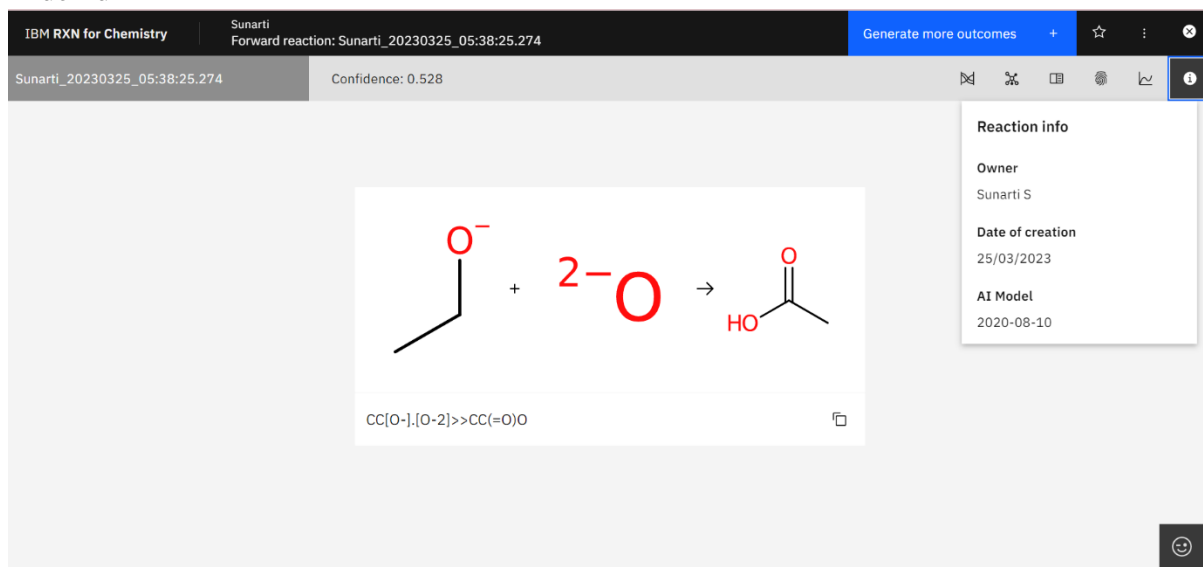 IBM RXN for Chemistry
Sunarti
Forward reaction: Sunarti_20230325_05:38:25.274
Generate more outcomes +
Sunarti_20230325_05:38:25.274
Confidence: 0.528
Reaction info
Owner
Sunarti S
Date of creation
25/03/2023
AI Model
2020-08-10
O−
+
2−O
→
O
HO
CC[O-].[O-2]>>CC(=O)O